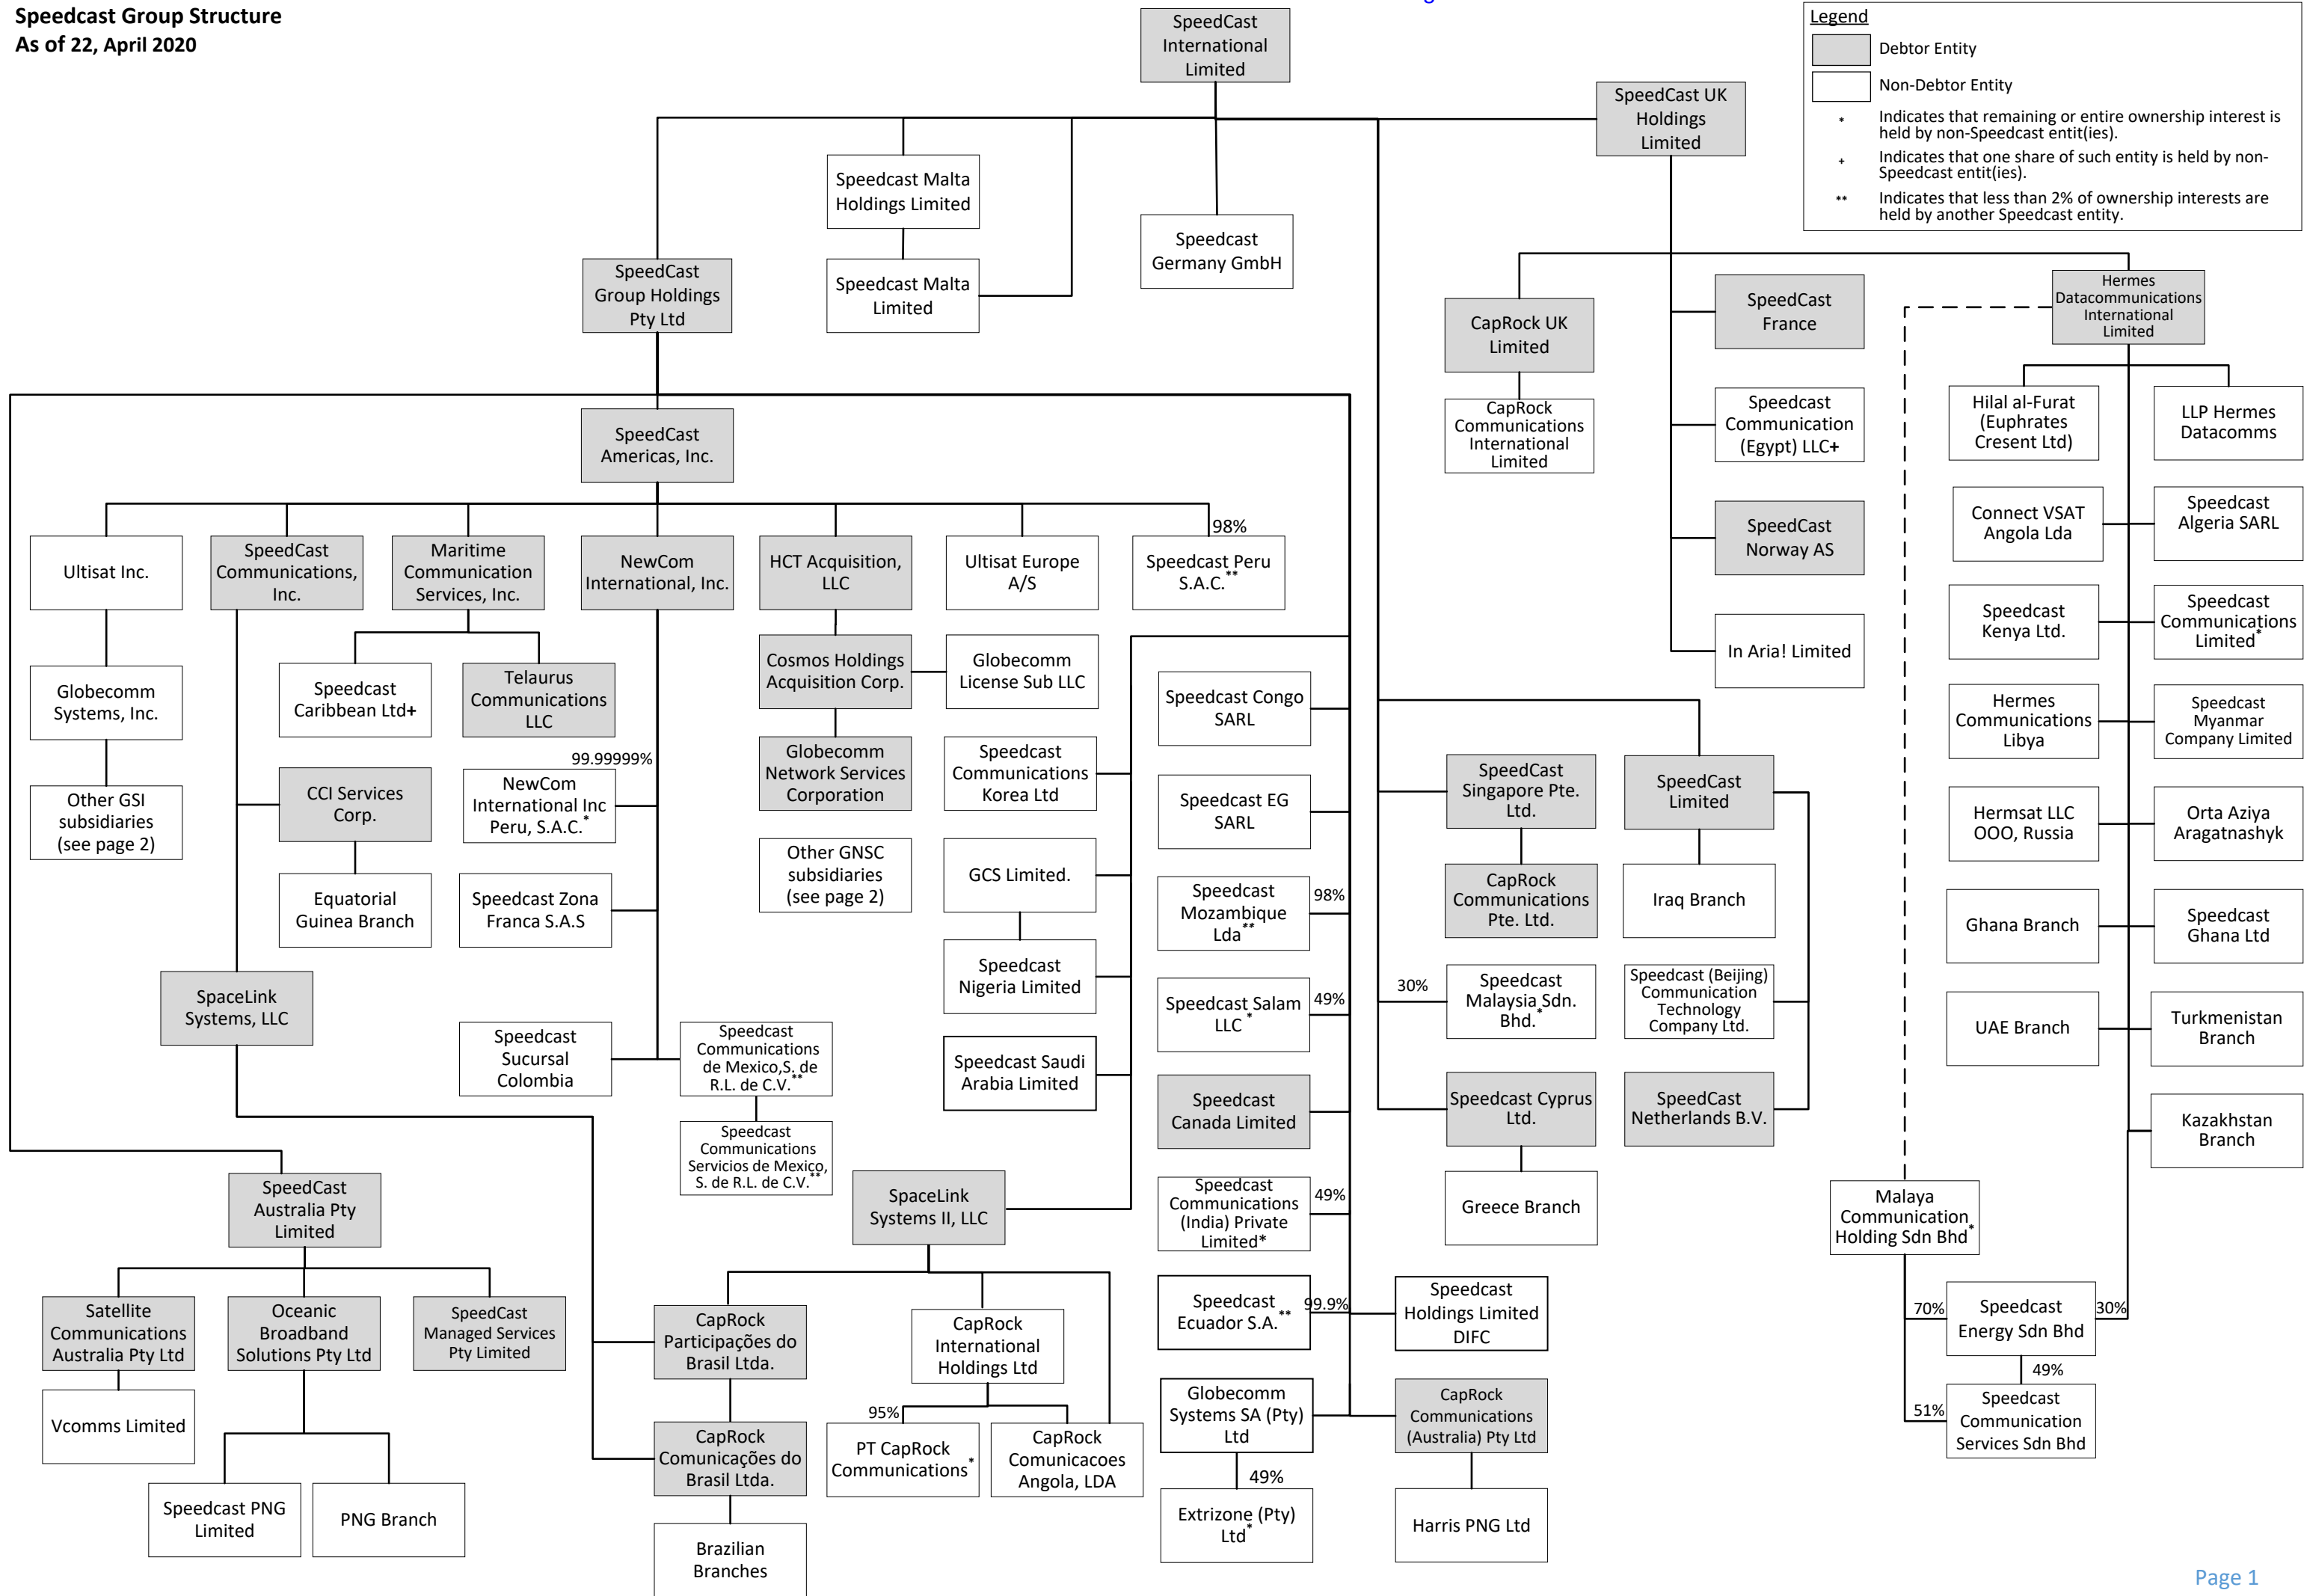 Speedcast Group Structure
As of 22, April 2020
SpeedCast
International
Limited
Legend
Debtor Entity
Non-Debtor Entity
* Indicates that remaining or entire ownership interest is
held by non-Speedcast entit(ies).
+ Indicates that one share of such entity is held by non-
Speedcast entit(ies).
** Indicates that less than 2% of ownership interests are
held by another Speedcast entity.
SpeedCast UK
Holdings
Limited
Speedcast Malta
Holdings Limited
Speedcast Malta
Limited
Speedcast
Germany GmbH
SpeedCast
Group Holdings
Pty Ltd
CapRock UK
Limited
CapRock
Communications
International
Limited
SpeedCast
France
Speedcast
Communication
(Egypt) LLC+
SpeedCast
Norway AS
In Aria! Limited
Hermes
Datacommunications
International
Limited
Hilal al-Furat
(Euphrates
Cresent Ltd)
LLP Hermes
Datacomms
Connect VSAT
Angola Lda
Speedcast
Algeria SARL
Speedcast
Kenya Ltd.
Speedcast
Communications
Limited*
Hermes
Communications
Libya
Speedcast
Myanmar
Company Limited
Hermsat LLC
OOO, Russia
Orta Aziya
Aragatnashyk
Ghana Branch
Speedcast
Ghana Ltd
UAE Branch
Turkmenistan
Branch
Kazakhstan
Branch
Malaya
Communication
Holding Sdn Bhd*
70%
Speedcast
Energy Sdn Bhd
30%
49%
51%
Speedcast
Communication
Services Sdn Bhd
SpeedCast
Americas, Inc.
Ultisat Inc.
SpeedCast
Communications,
Inc.
Maritime
Communication
Services, Inc.
NewCom
International, Inc.
HCT Acquisition,
LLC
Ultisat Europe
A/S
98%
Speedcast Peru
S.A.C.**
Globecomm
Systems, Inc.
Other GSI
subsidiaries
(see page 2)
Speedcast
Caribbean Ltd+
Telaurus
Communications
LLC
CCI Services
Corp.
Equatorial
Guinea Branch
SpaceLink
Systems, LLC
99.99999%
NewCom
International Inc
Peru, S.A.C.*
Speedcast Zona
Franca S.A.S
Speedcast
Sucursal
Colombia
Speedcast
Communications
de Mexico,S. de
R.L. de C.V.**
Speedcast
Communications
Servicios de Mexico,
S. de R.L. de C.V.**
Cosmos Holdings
Acquisition Corp.
Globecomm
License Sub LLC
Globecomm
Network Services
Corporation
Other GNSC
subsidiaries
(see page 2)
Speedcast
Communications
Korea Ltd
GCS Limited.
Speedcast
Nigeria Limited
Speedcast Saudi
Arabia Limited
SpaceLink
Systems II, LLC
Speedcast Congo
SARL
Speedcast EG
SARL
Speedcast
Mozambique
Lda**
98%
Speedcast Salam
LLC*
49%
Speedcast
Canada Limited
Speedcast
Communications
(India) Private
Limited*
49%
Speedcast
Ecuador S.A.**
99.9%
Speedcast
Holdings Limited
DIFC
Globecomm
Systems SA (Pty)
Ltd
49%
Extrizone (Pty)
Ltd*
CapRock
Communications
(Australia) Pty Ltd
Harris PNG Ltd
SpeedCast
Singapore Pte.
Ltd.
CapRock
Communications
Pte. Ltd.
30%
Speedcast
Malaysia Sdn.
Bhd.*
Speedcast Cyprus
Ltd.
Greece Branch
SpeedCast
Limited
Iraq Branch
Speedcast (Beijing)
Communication
Technology
Company Ltd.
SpeedCast
Netherlands B.V.
SpeedCast
Australia Pty
Limited
Satellite
Communications
Australia Pty Ltd
Oceanic
Broadband
Solutions Pty Ltd
SpeedCast
Managed Services
Pty Limited
Vcomms Limited
Speedcast PNG
Limited
PNG Branch
CapRock
Participações do
Brasil Ltda.
CapRock
Comunicações do
Brasil Ltda.
Brazilian
Branches
CapRock
International
Holdings Ltd
95%
PT CapRock
Communications*
CapRock
Comunicacoes
Angola, LDA
Page 1